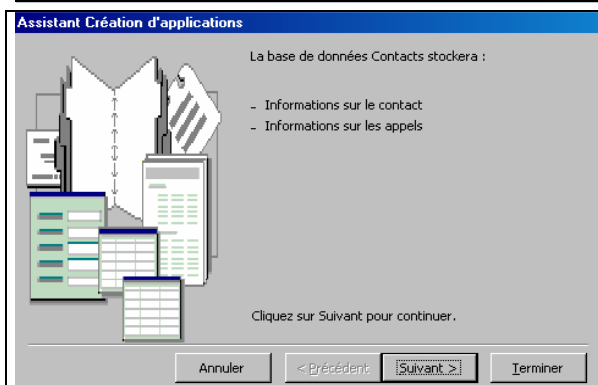 Assistant Création d'applications
La base de données Contacts stockera :
- Informations sur le contact
- Informations sur les appels
Cliquez sur Suivant pour continuer.
Annuler
< Précédent
Suivant >
Terminer